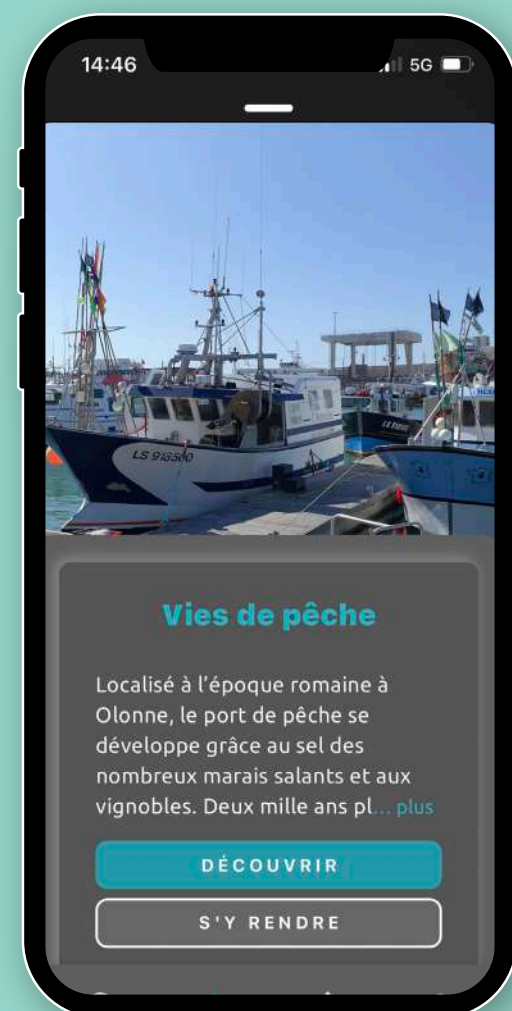 14:46
5G
LS 918500
Vies de pêche
Localisé à l'époque romaine à
Olonne, le port de pêche se
développe grâce au sel des
nombreux marais salants et aux
vignobles. Deux mille ans pl... plus
DÉCOUVRIR
S'Y RENDRE